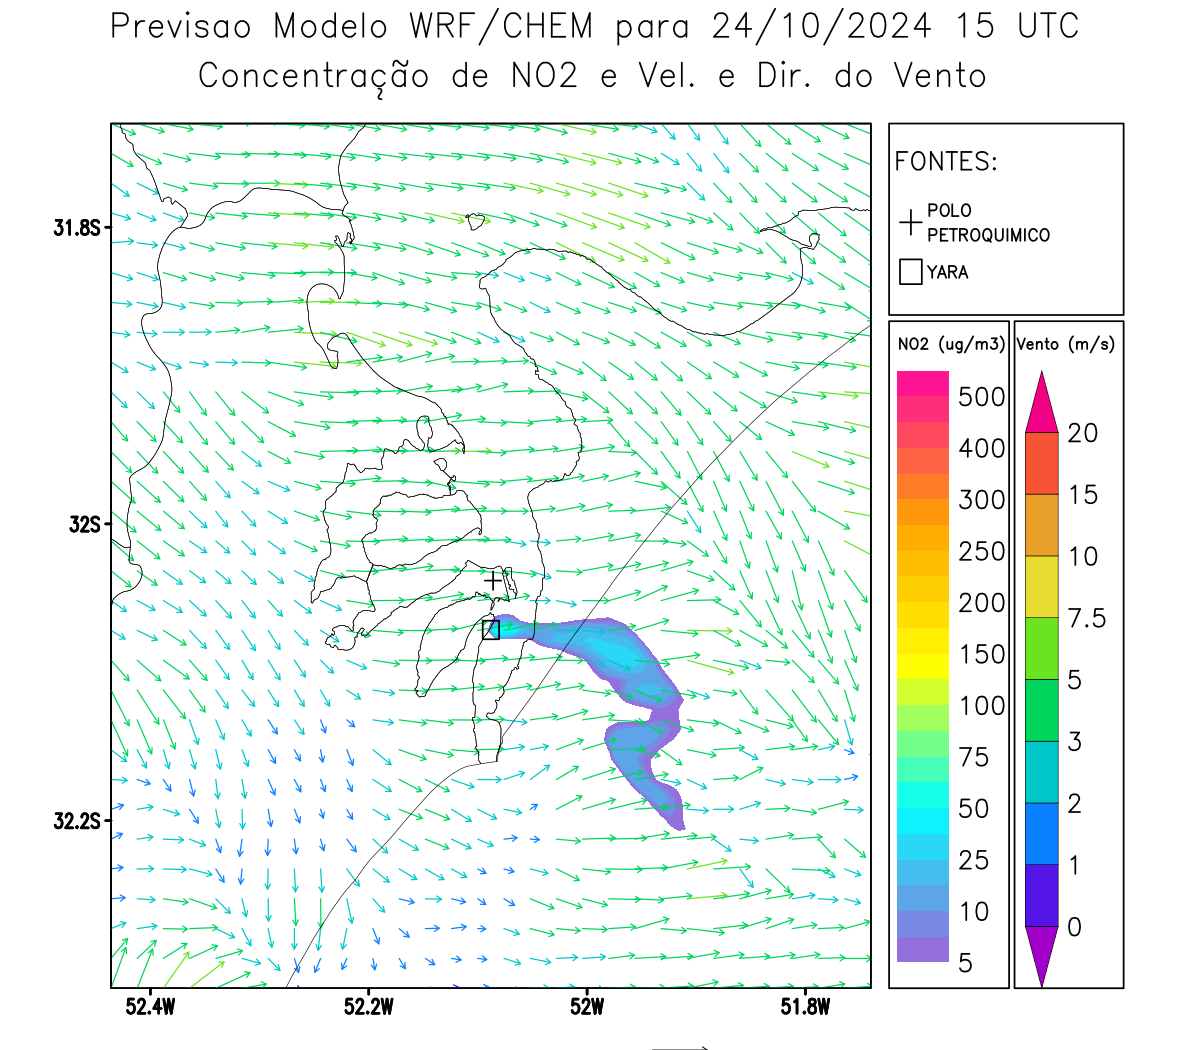 Previsao Modelo WRF/CHEM para 24/10/2024 15 UTC
Concentração de NO2 e Vel. e Dir. do Vento
FONTES:
POLO
PETROQUIMICO
YARA
NO2 (ug/m3)
500
400
300
250
200
150
100
75
50
25
10
5
Vento (m/s)
20
15
10
7.5
5
3
2
1
0
31.8S
32S
32.2S
52.4W 52.2W 52W 51.8W